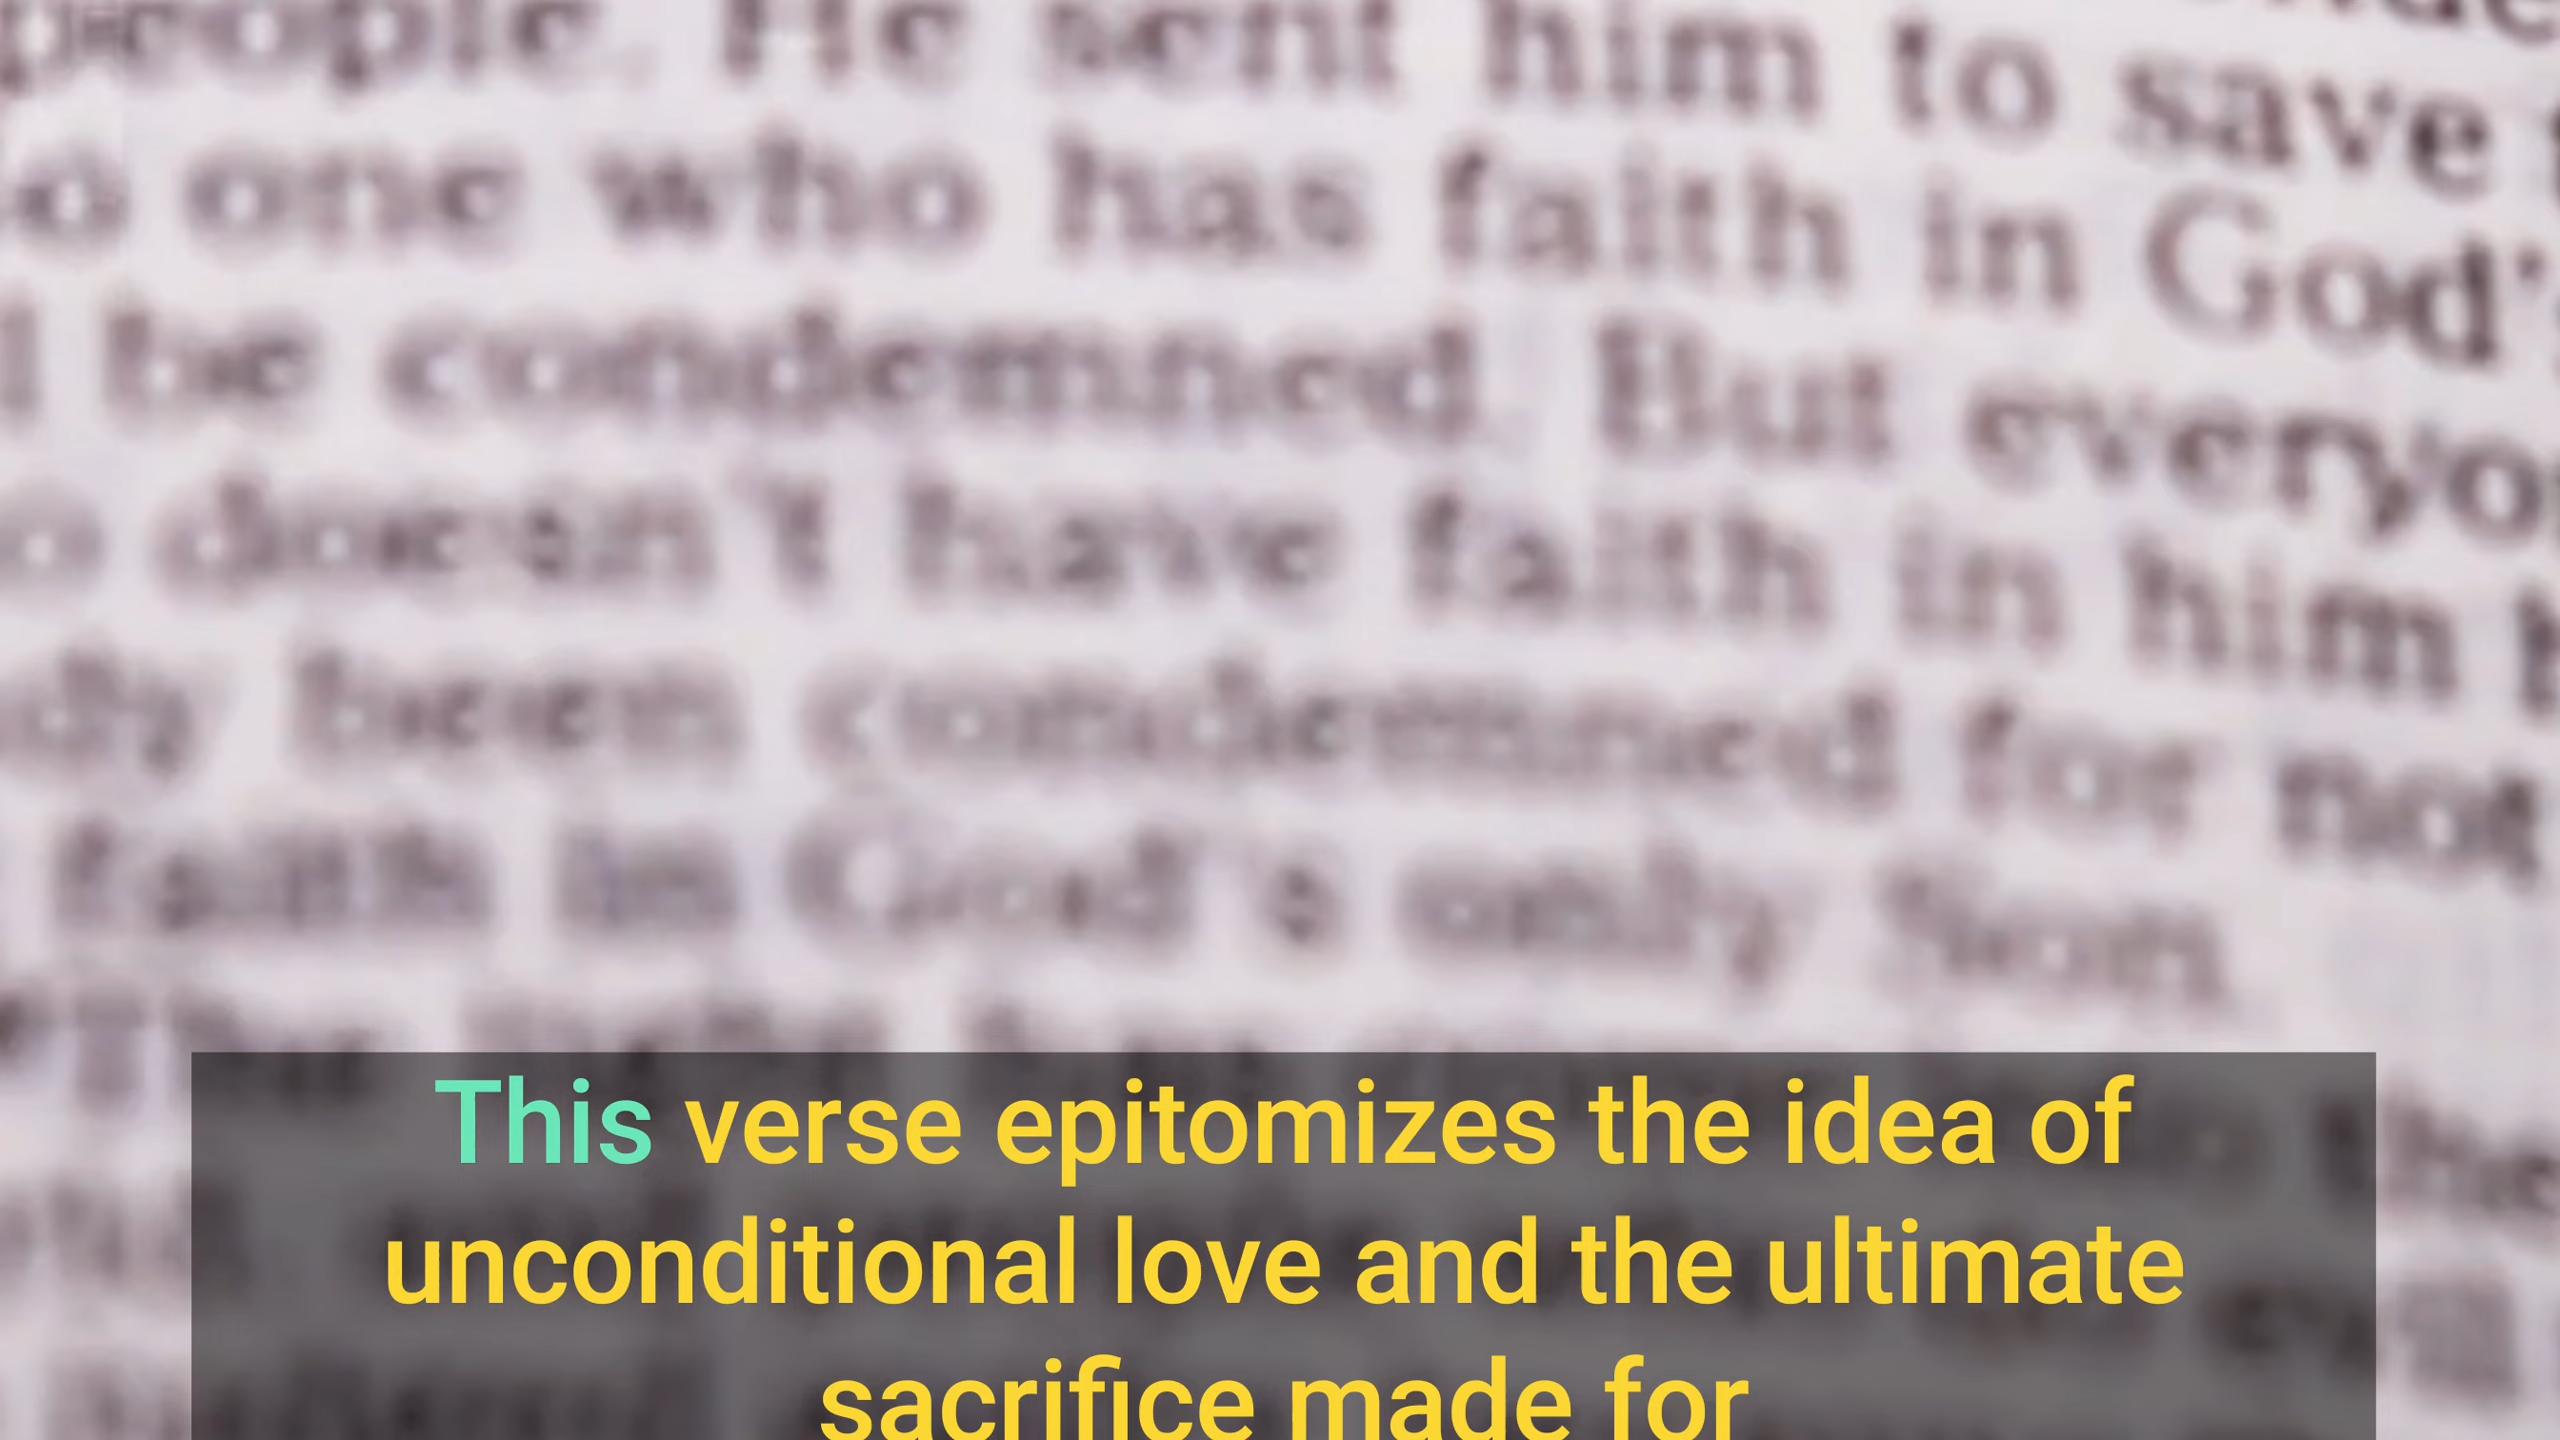 people. He sent him to save
o one who has faith in God'
l be condemned. But everyo
o doesn't have faith in him t
dy been condemned for not
faith in God's only Son
The
This verse epitomizes the idea of
unconditional love and the ultimate
sacrifice made for